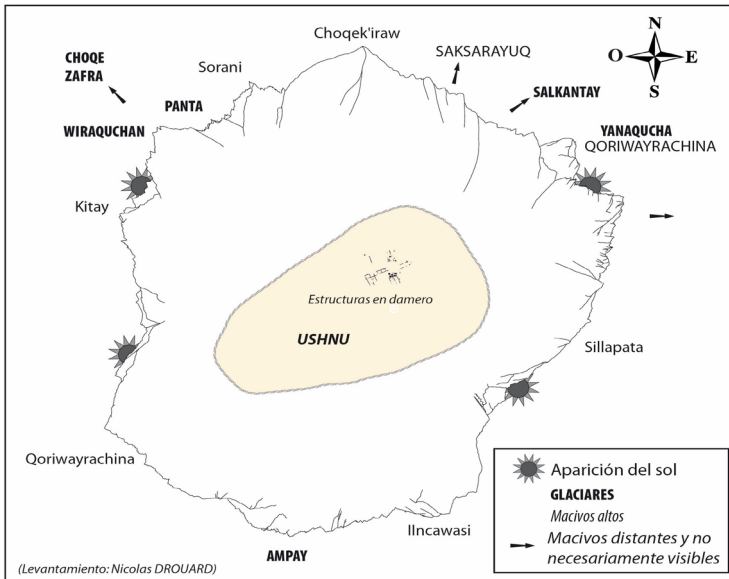 Choqek'iraw
N
O
E
S
CHOQE
ZAFRA
Sorani
SAKSARAYUQ
PANTA
SALKANTAY
WIRAQUCHAN
YANAQUCHA
QORIWAYRACHINA
Kitay
Estructuras en damero
USHNU
Sillapata
Qoriwayrachina
IIncawasi
AMPAY
Aparición del sol
GLACIARES
Macivos altos
Macivos distantes y no
necesariamente visibles
(Levantamiento: Nicolas DROUARD)